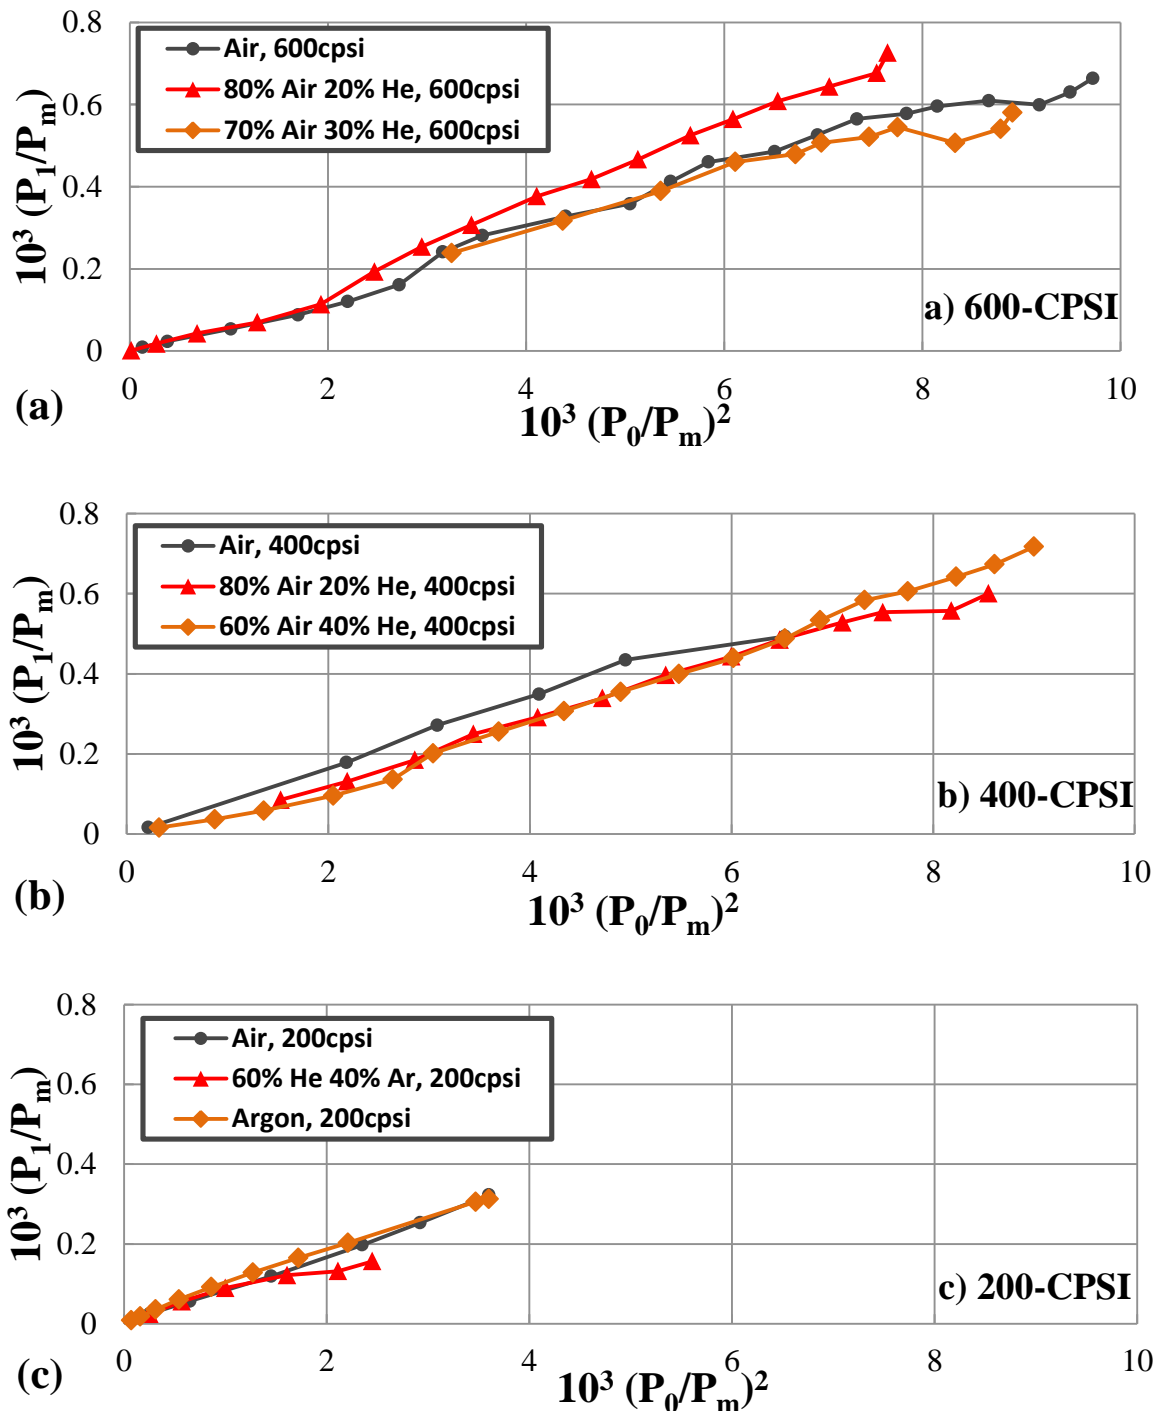 Air, 600cpsi
80% Air 20% He, 600cpsi
70% Air 30% He, 600cpsi
10³ (P₁/Pₘ)
0.8
0.6
0.4
0.2
0
a) 600-CPSI
0 2 4 6 8 10
(a)
10³ (P₀/Pₘ)²
Air, 400cpsi
80% Air 20% He, 400cpsi
60% Air 40% He, 400cpsi
10³ (P₁/Pₘ)
0.8
0.6
0.4
0.2
0
b) 400-CPSI
0 2 4 6 8 10
(b)
10³ (P₀/Pₘ)²
Air, 200cpsi
60% He 40% Ar, 200cpsi
Argon, 200cpsi
10³ (P₁/Pₘ)
0.8
0.6
0.4
0.2
0
c) 200-CPSI
0 2 4 6 8 10
(c)
10³ (P₀/Pₘ)²